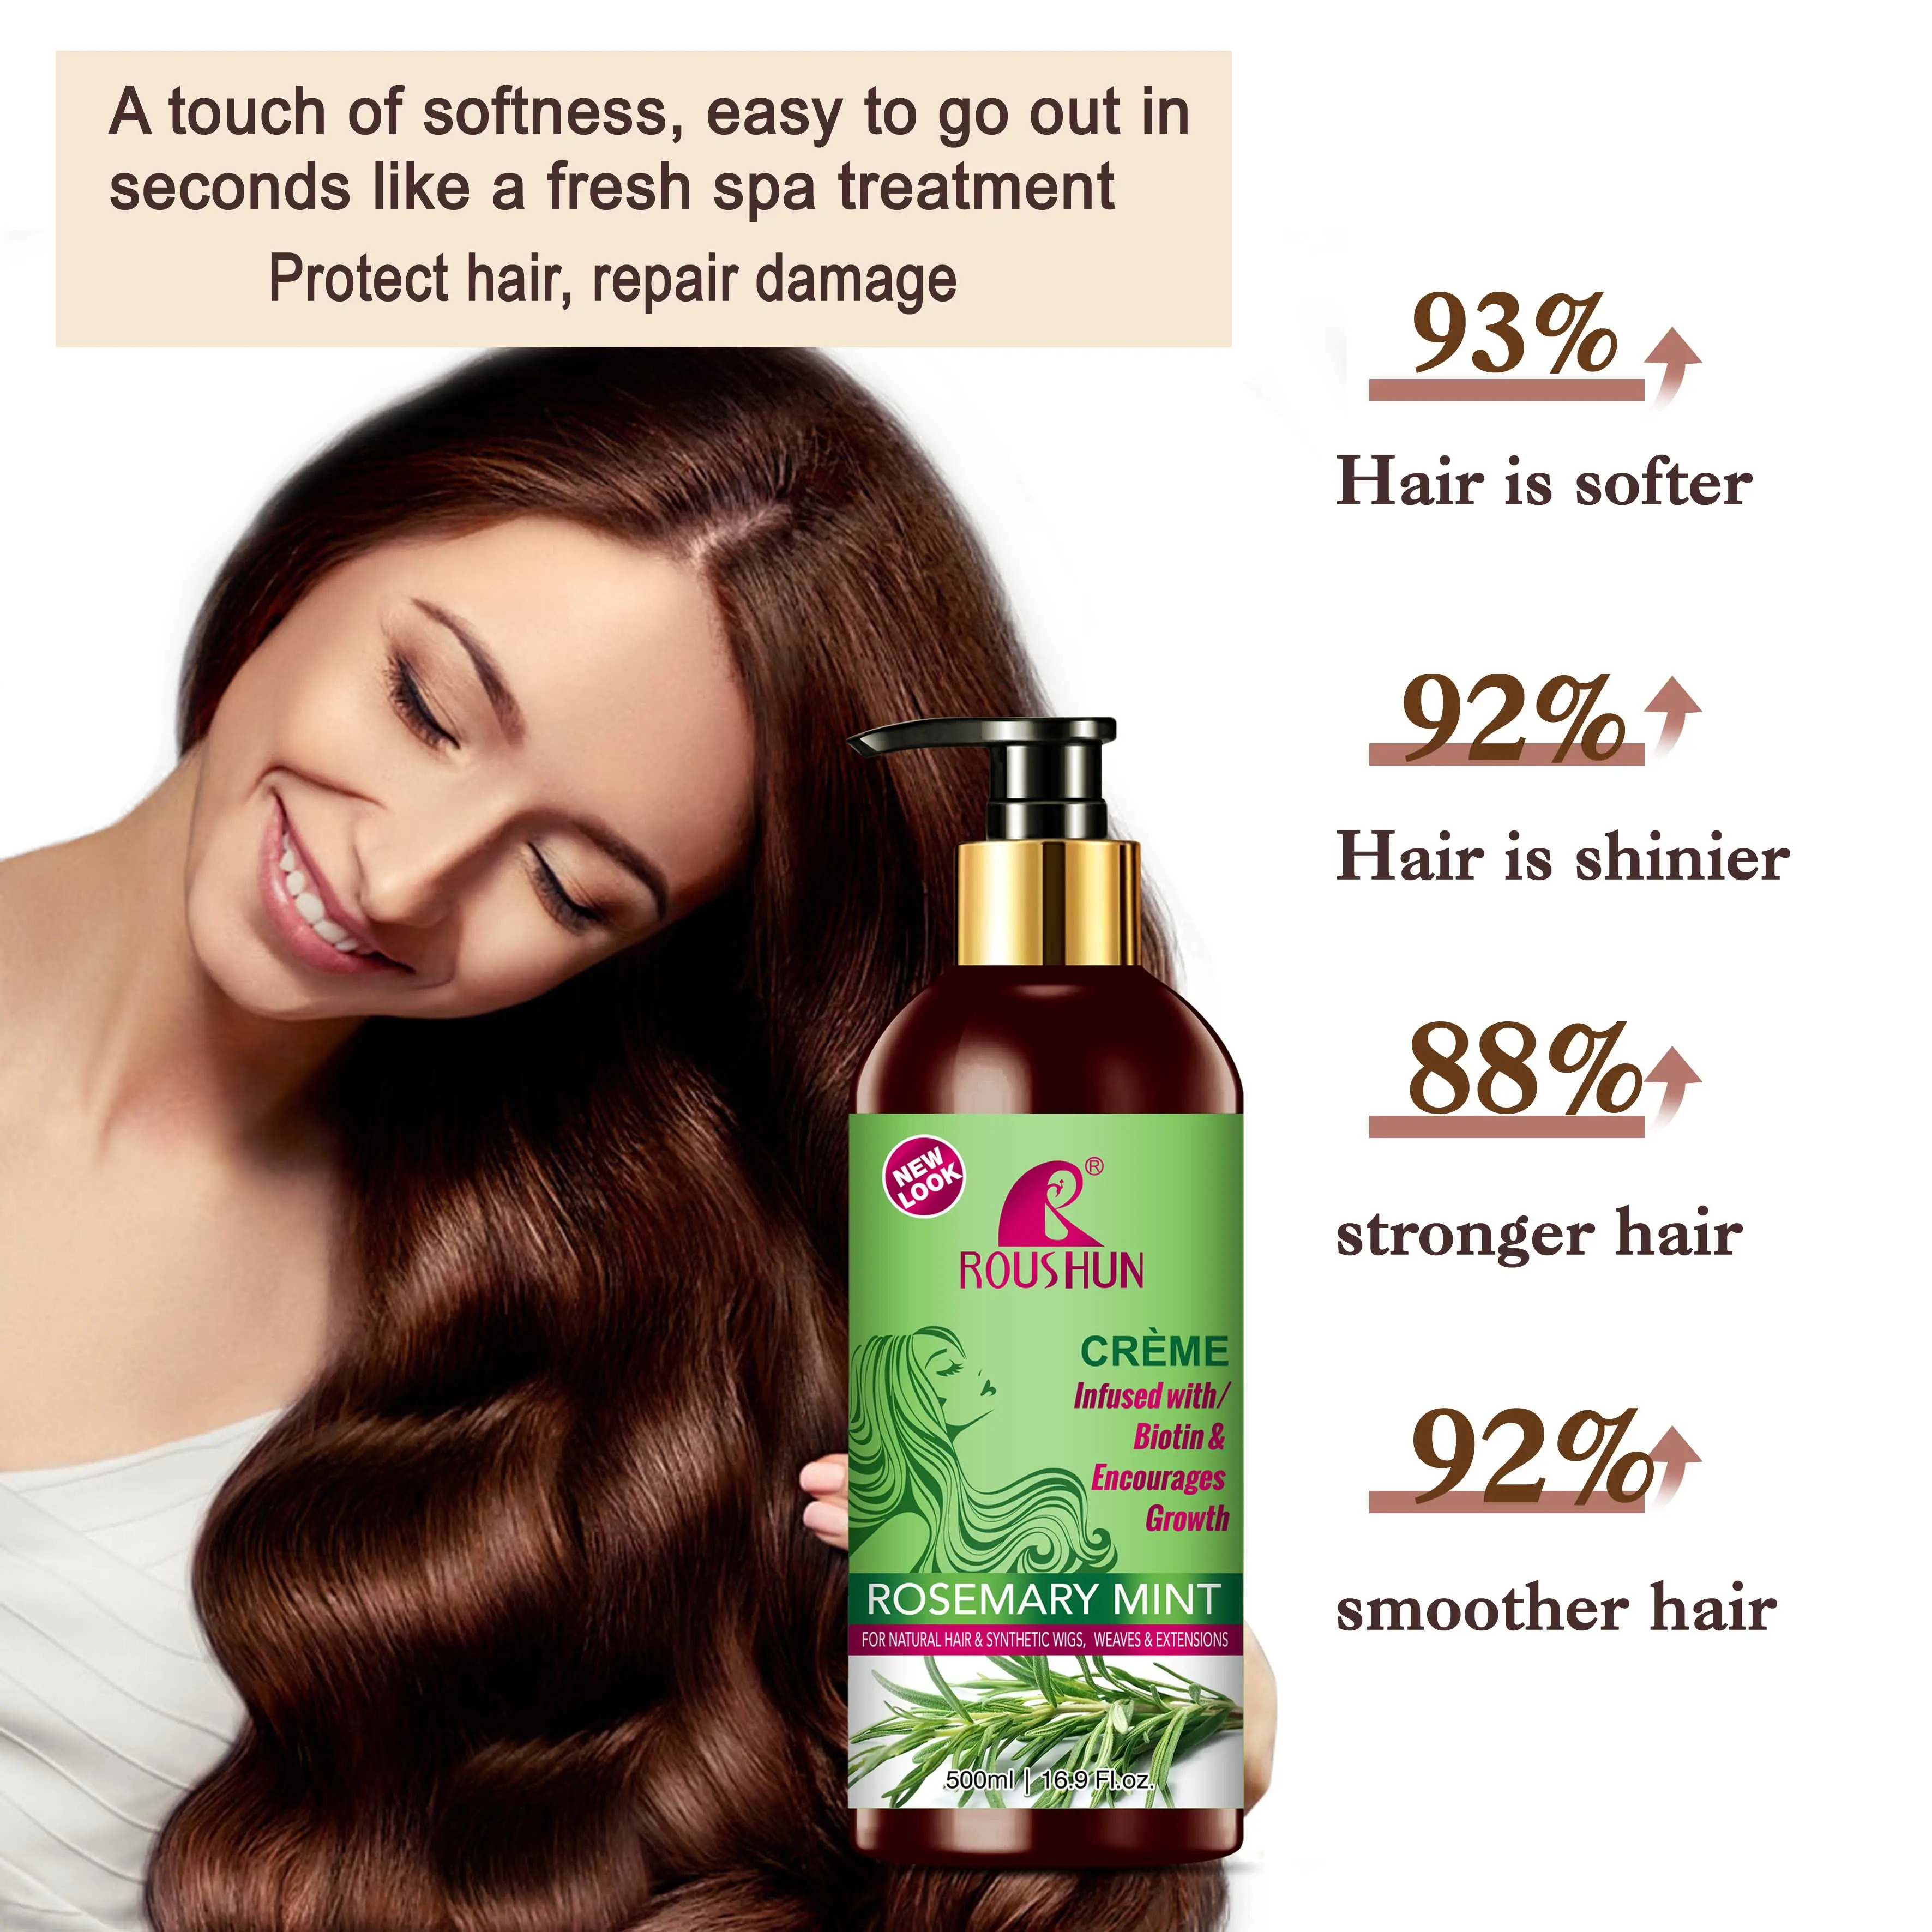 A touch of softness, easy to go out in
seconds like a fresh spa treatment
Protect hair, repair damage
93%
Hair is softer
92%
Hair is shinier
88%
stronger hair
92%
smoother hair
NEW
LOOK
®
ROUSHUN
CRÈME
Infused with/
Biotin &
Encourages
Growth
ROSEMARY MINT
FOR NATURAL HAIR & SYNTHETIC WIGS, WEAVES & EXTENSIONS
500ml | 16.9 Fl.oz.